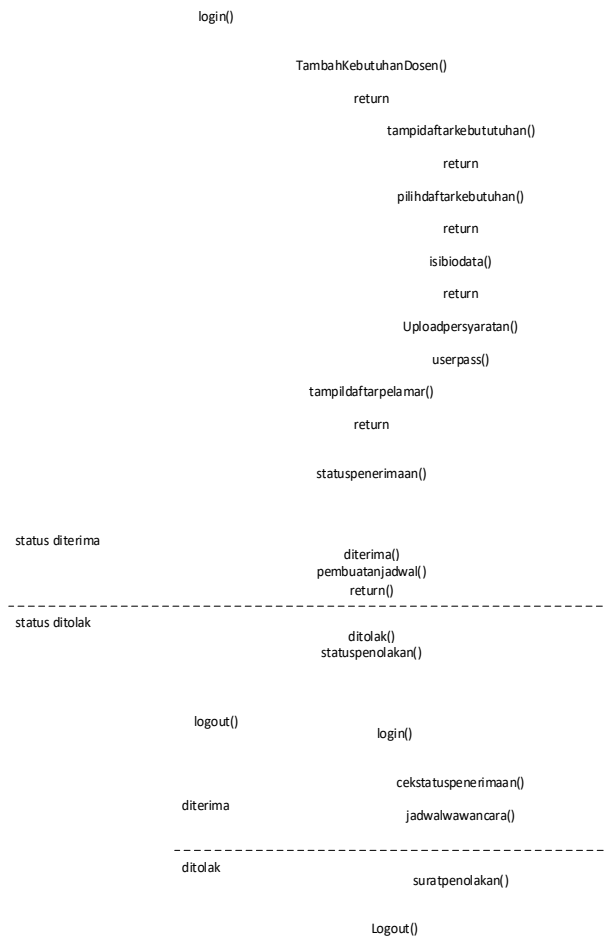 login()
TambahKebutuhanDosen()
return
tampidaftarkebututuhan()
return
pilihdaftarkebutuhan()
return
isibiodata()
return
Uploadpersyaratan()
userpass()
tampildaftarpelamar()
return
statuspenerimaan()
status diterima
diterima()
pembuatanjadwal()
return()
status ditolak
ditolak()
statuspenolakan()
logout()
login()
cekstatuspenerimaan()
diterima
jadwalwawancara()
ditolak
suratpenolakan()
Logout()